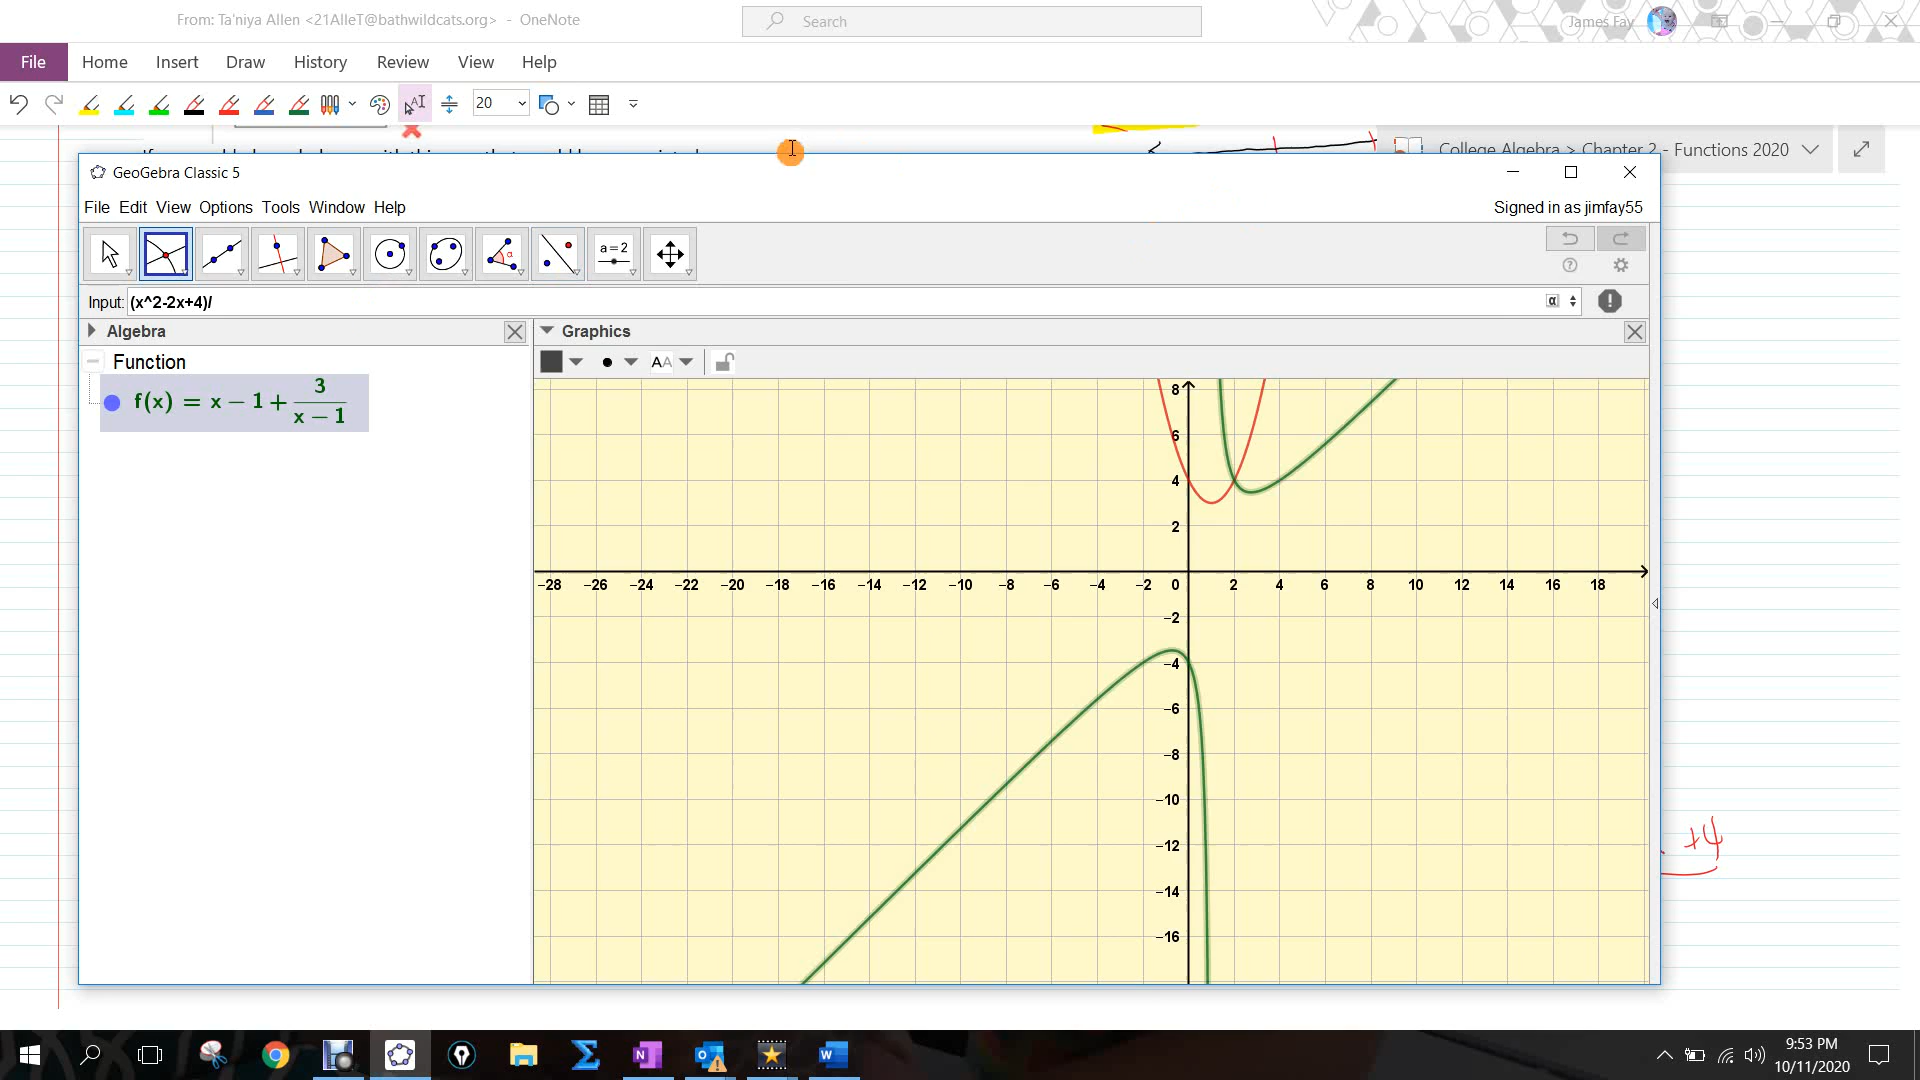 From: Ta'niya Allen <21AlleT@bathwildcats.org> - OneNote
Search
James Fay
File Home Insert Draw History Review View Help
20
College Algebra > Chapter 2 - Functions 2020
GeoGebra Classic 5
File Edit View Options Tools Window Help
Signed in as jimfay55
a = 2
Input: (x^2-2x+4)/
α
Algebra
Graphics
Function
AA
f(x) = x − 1 + 3/(x − 1)
8
6
4
2
−28 −26 −24 −22 −20 −18 −16 −14 −12 −10 −8 −6 −4 −2 0 2 4 6 8 10 12 14 16 18
−2
−4
−6
−8
−10
−12
−14
−16
+4
9:53 PM
10/11/2020